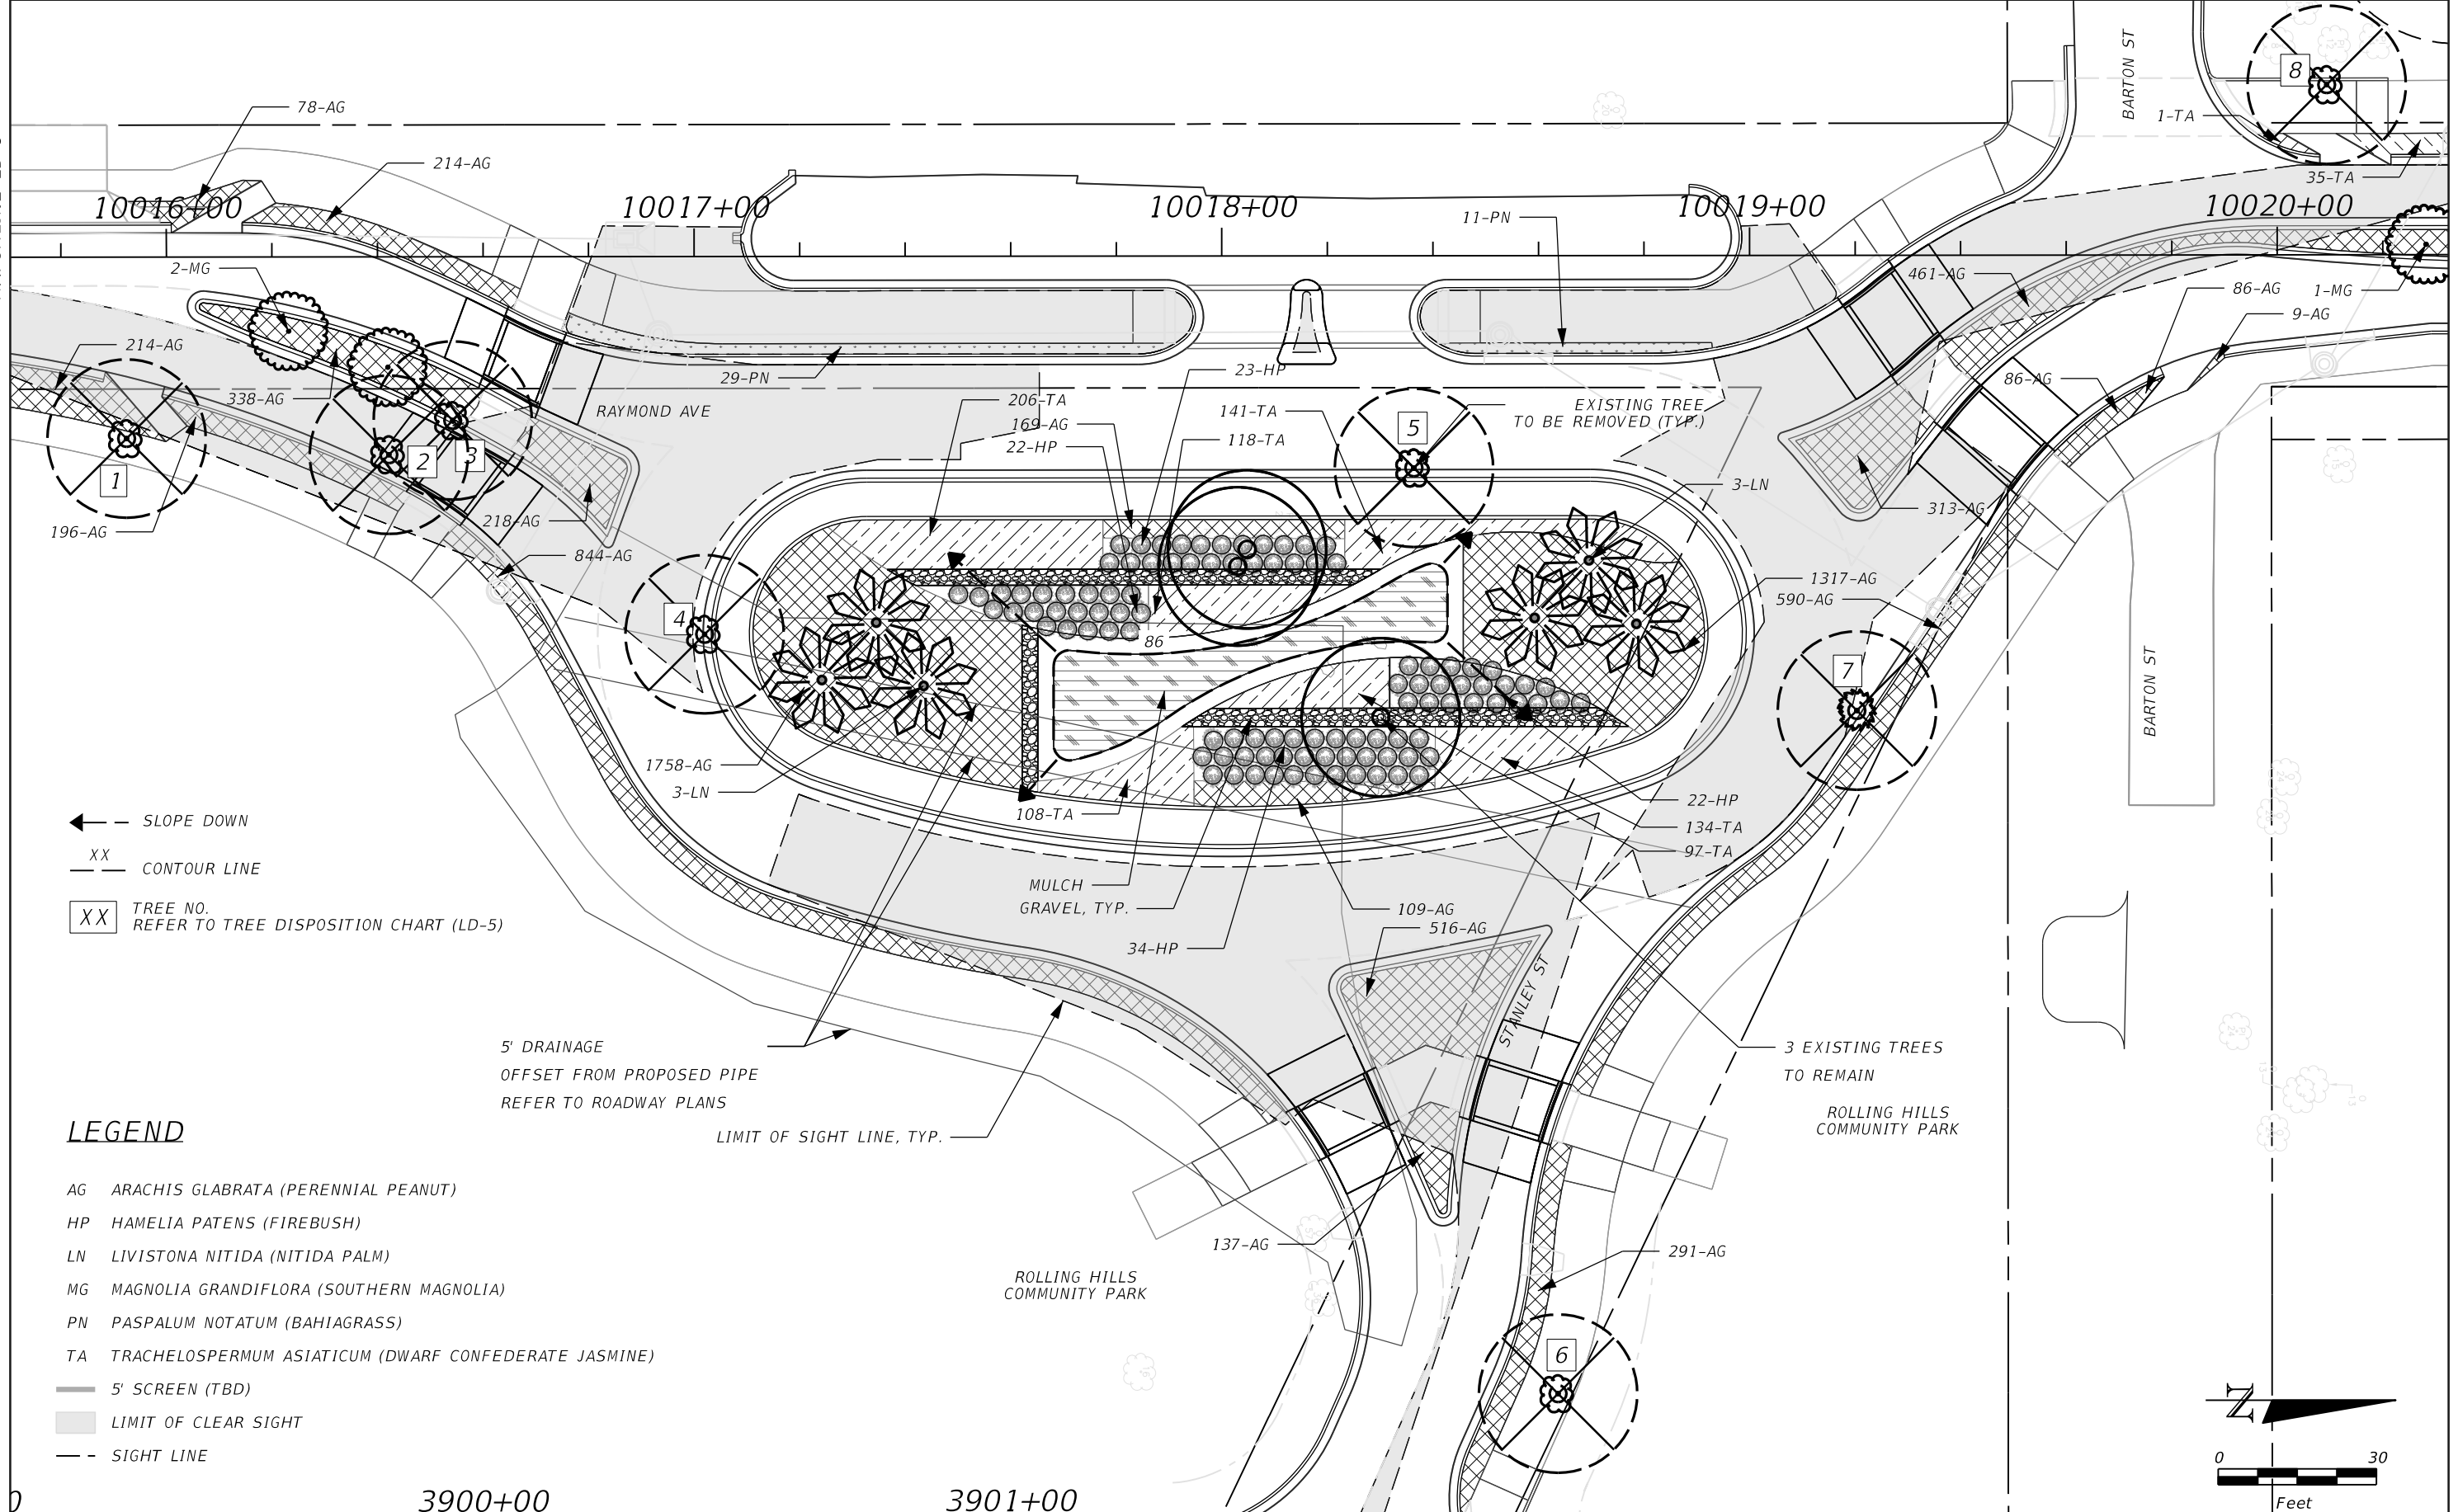 BARTON ST
8
78-AG
1-TA
214-AG
35-TA
10016+00
10017+00
10018+00
10019+00
10020+00
11-PN
2-MG
461-AG
86-AG
1-MG
9-AG
214-AG
29-PN
23-HP
86-AG
338-AG
206-TA
RAYMOND AVE
141-TA
EXISTING TREE
TO BE REMOVED (TYP.)
169-AG
5
22-HP
118-TA
1
2
3
3-LN
196-AG
218-AG
313-AG
844-AG
1317-AG
590-AG
4
86
7
BARTON ST
1758-AG
3-LN
22-HP
108-TA
134-TA
SLOPE DOWN
97-TA
XX
CONTOUR LINE
MULCH
XX
TREE NO.
REFER TO TREE DISPOSITION CHART (LD-5)
GRAVEL, TYP.
109-AG
516-AG
34-HP
STANLEY ST
5' DRAINAGE
OFFSET FROM PROPOSED PIPE
REFER TO ROADWAY PLANS
3 EXISTING TREES
TO REMAIN
ROLLING HILLS
COMMUNITY PARK
LIMIT OF SIGHT LINE, TYP.
LEGEND
AG ARACHIS GLABRATA (PERENNIAL PEANUT)
HP HAMELIA PATENS (FIREBUSH)
LN LIVISTONA NITIDA (NITIDA PALM)
MG MAGNOLIA GRANDIFLORA (SOUTHERN MAGNOLIA)
PN PASPALUM NOTATUM (BAHIAGRASS)
TA TRACHELOSPERMUM ASIATICUM (DWARF CONFEDERATE JASMINE)
5' SCREEN (TBD)
LIMIT OF CLEAR SIGHT
SIGHT LINE
137-AG
291-AG
ROLLING HILLS
COMMUNITY PARK
6
N
0 30
Feet
3900+00
3901+00